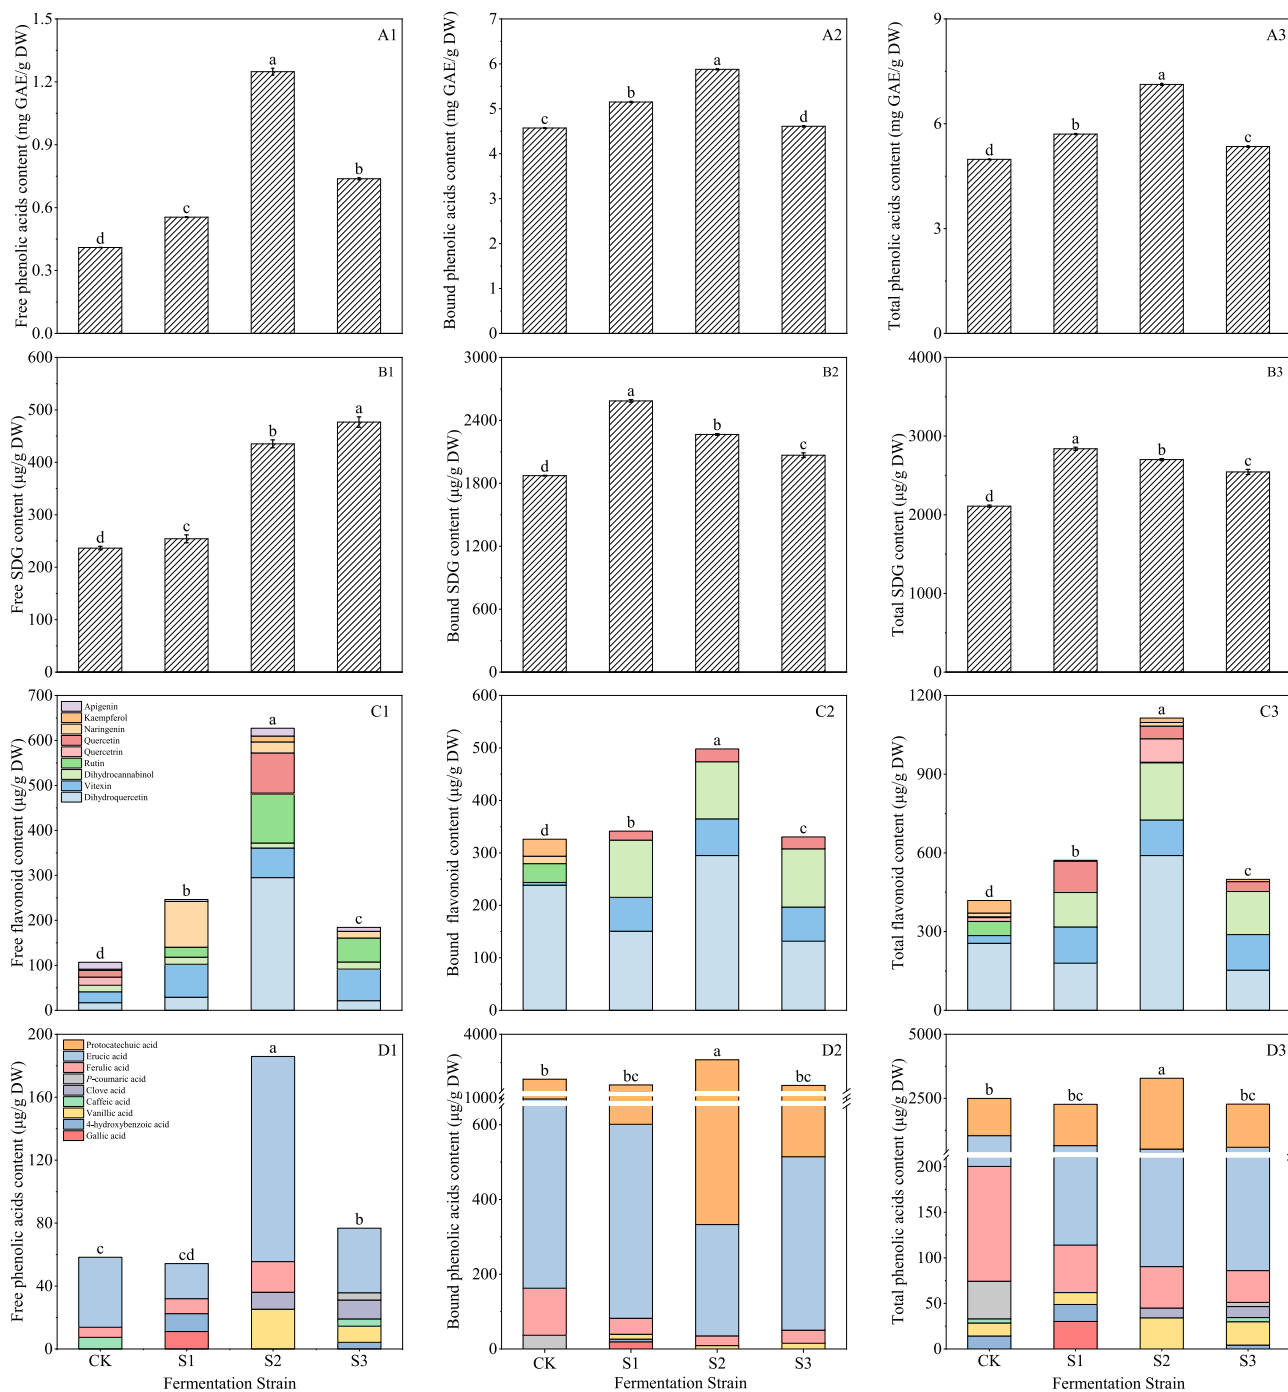 Free phenolic acids content (mg GAE/g DW)
1.5
1.2
0.9
0.6
0.3
0.0
A1
d
c
a
b
Bound phenolic acids content (mg GAE/g DW)
7
6
5
4
3
2
1
0
A2
c
b
a
d
Total phenolic acids content (mg GAE/g DW)
9
6
3
0
A3
d
b
a
c
Free SDG content (μg/g DW)
600
500
400
300
200
100
0
B1
d
c
b
a
Bound SDG content (μg/g DW)
3000
2400
1800
1200
600
0
B2
d
a
b
c
Total SDG content (μg/g DW)
4000
3000
2000
1000
0
B3
d
a
b
c
Free flavonoid content (μg/g DW)
700
600
500
400
300
200
100
0
C1
Apigenin
Kaempferol
Naringenin
Quercetin
Quercetrin
Rutin
Dihydrocannabinol
Vitexin
Dihydroquercetin
d
b
a
c
Bound flavonoid content (μg/g DW)
600
500
400
300
200
100
0
C2
d
b
a
c
Total flavonoid content (μg/g DW)
1200
900
600
300
0
C3
d
b
a
c
Free phenolic acids content (μg/g DW)
200
160
120
80
40
0
D1
Protocatechuic acid
Erucic acid
Ferulic acid
P-coumaric acid
Clove acid
Caffeic acid
Vanillic acid
4-hydroxybenzoic acid
Gallic acid
c
cd
a
b
CK
S1
S2
S3
Fermentation Strain
Bound phenolic acids content (μg/g DW)
4000
1000
600
400
200
0
D2
b
bc
a
bc
CK
S1
S2
S3
Fermentation Strain
Total phenolic acids content (μg/g DW)
5000
2500
200
150
100
50
0
D3
b
bc
a
bc
CK
S1
S2
S3
Fermentation Strain